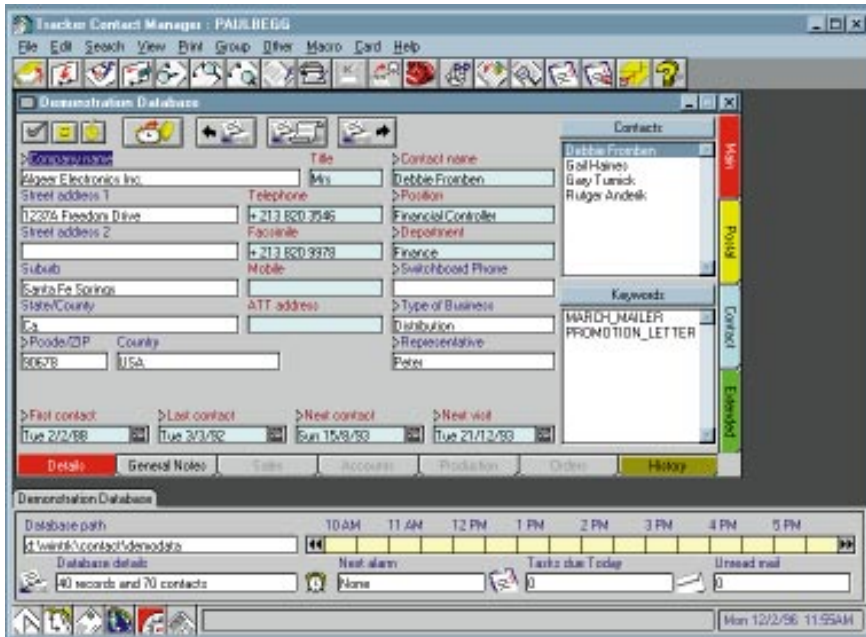 Tracker Contact Manager : PAULBEGG
File Edit Search View Print Group Other Macro Card Help
Demonstration Database
Contacts
Company name Title Contact name
Debbie Fromben
Algeer Electronics Inc. Mrs Debbie Fromben
Gail Haines
Street address 1 Telephone Position
Gary Turnick
1237A Freedom Drive + 213 820 3546 Financial Controller
Rutger Anderik
Street address 2 Facsimile Department
+ 213 820 9978 Finance
Suburb Mobile Switchboard Phone
Santa Fe Springs
Keywords
State/County ATT address Type of Business
MARCH_MAILER
Ca Distribution
PROMOTION_LETTER
Pcode/ZIP Country Representative
90678 USA Peter
Main
Postal
Contact
Extended
First contact Last contact Next contact Next visit
Tue 2/2/88 Tue 3/3/92 Sun 15/8/93 Tue 21/12/93
Details General Notes Sales Accounts Production Orders History
Demonstration Database
Database path 10 AM 11 AM 12 PM 1 PM 2 PM 3 PM 4 PM 5 PM
d:\wintk\contact\demodata
Database details Next alarm Tasks due Today Unread mail
40 records and 70 contacts None 0 0
Mon 12/2/96 11:55AM